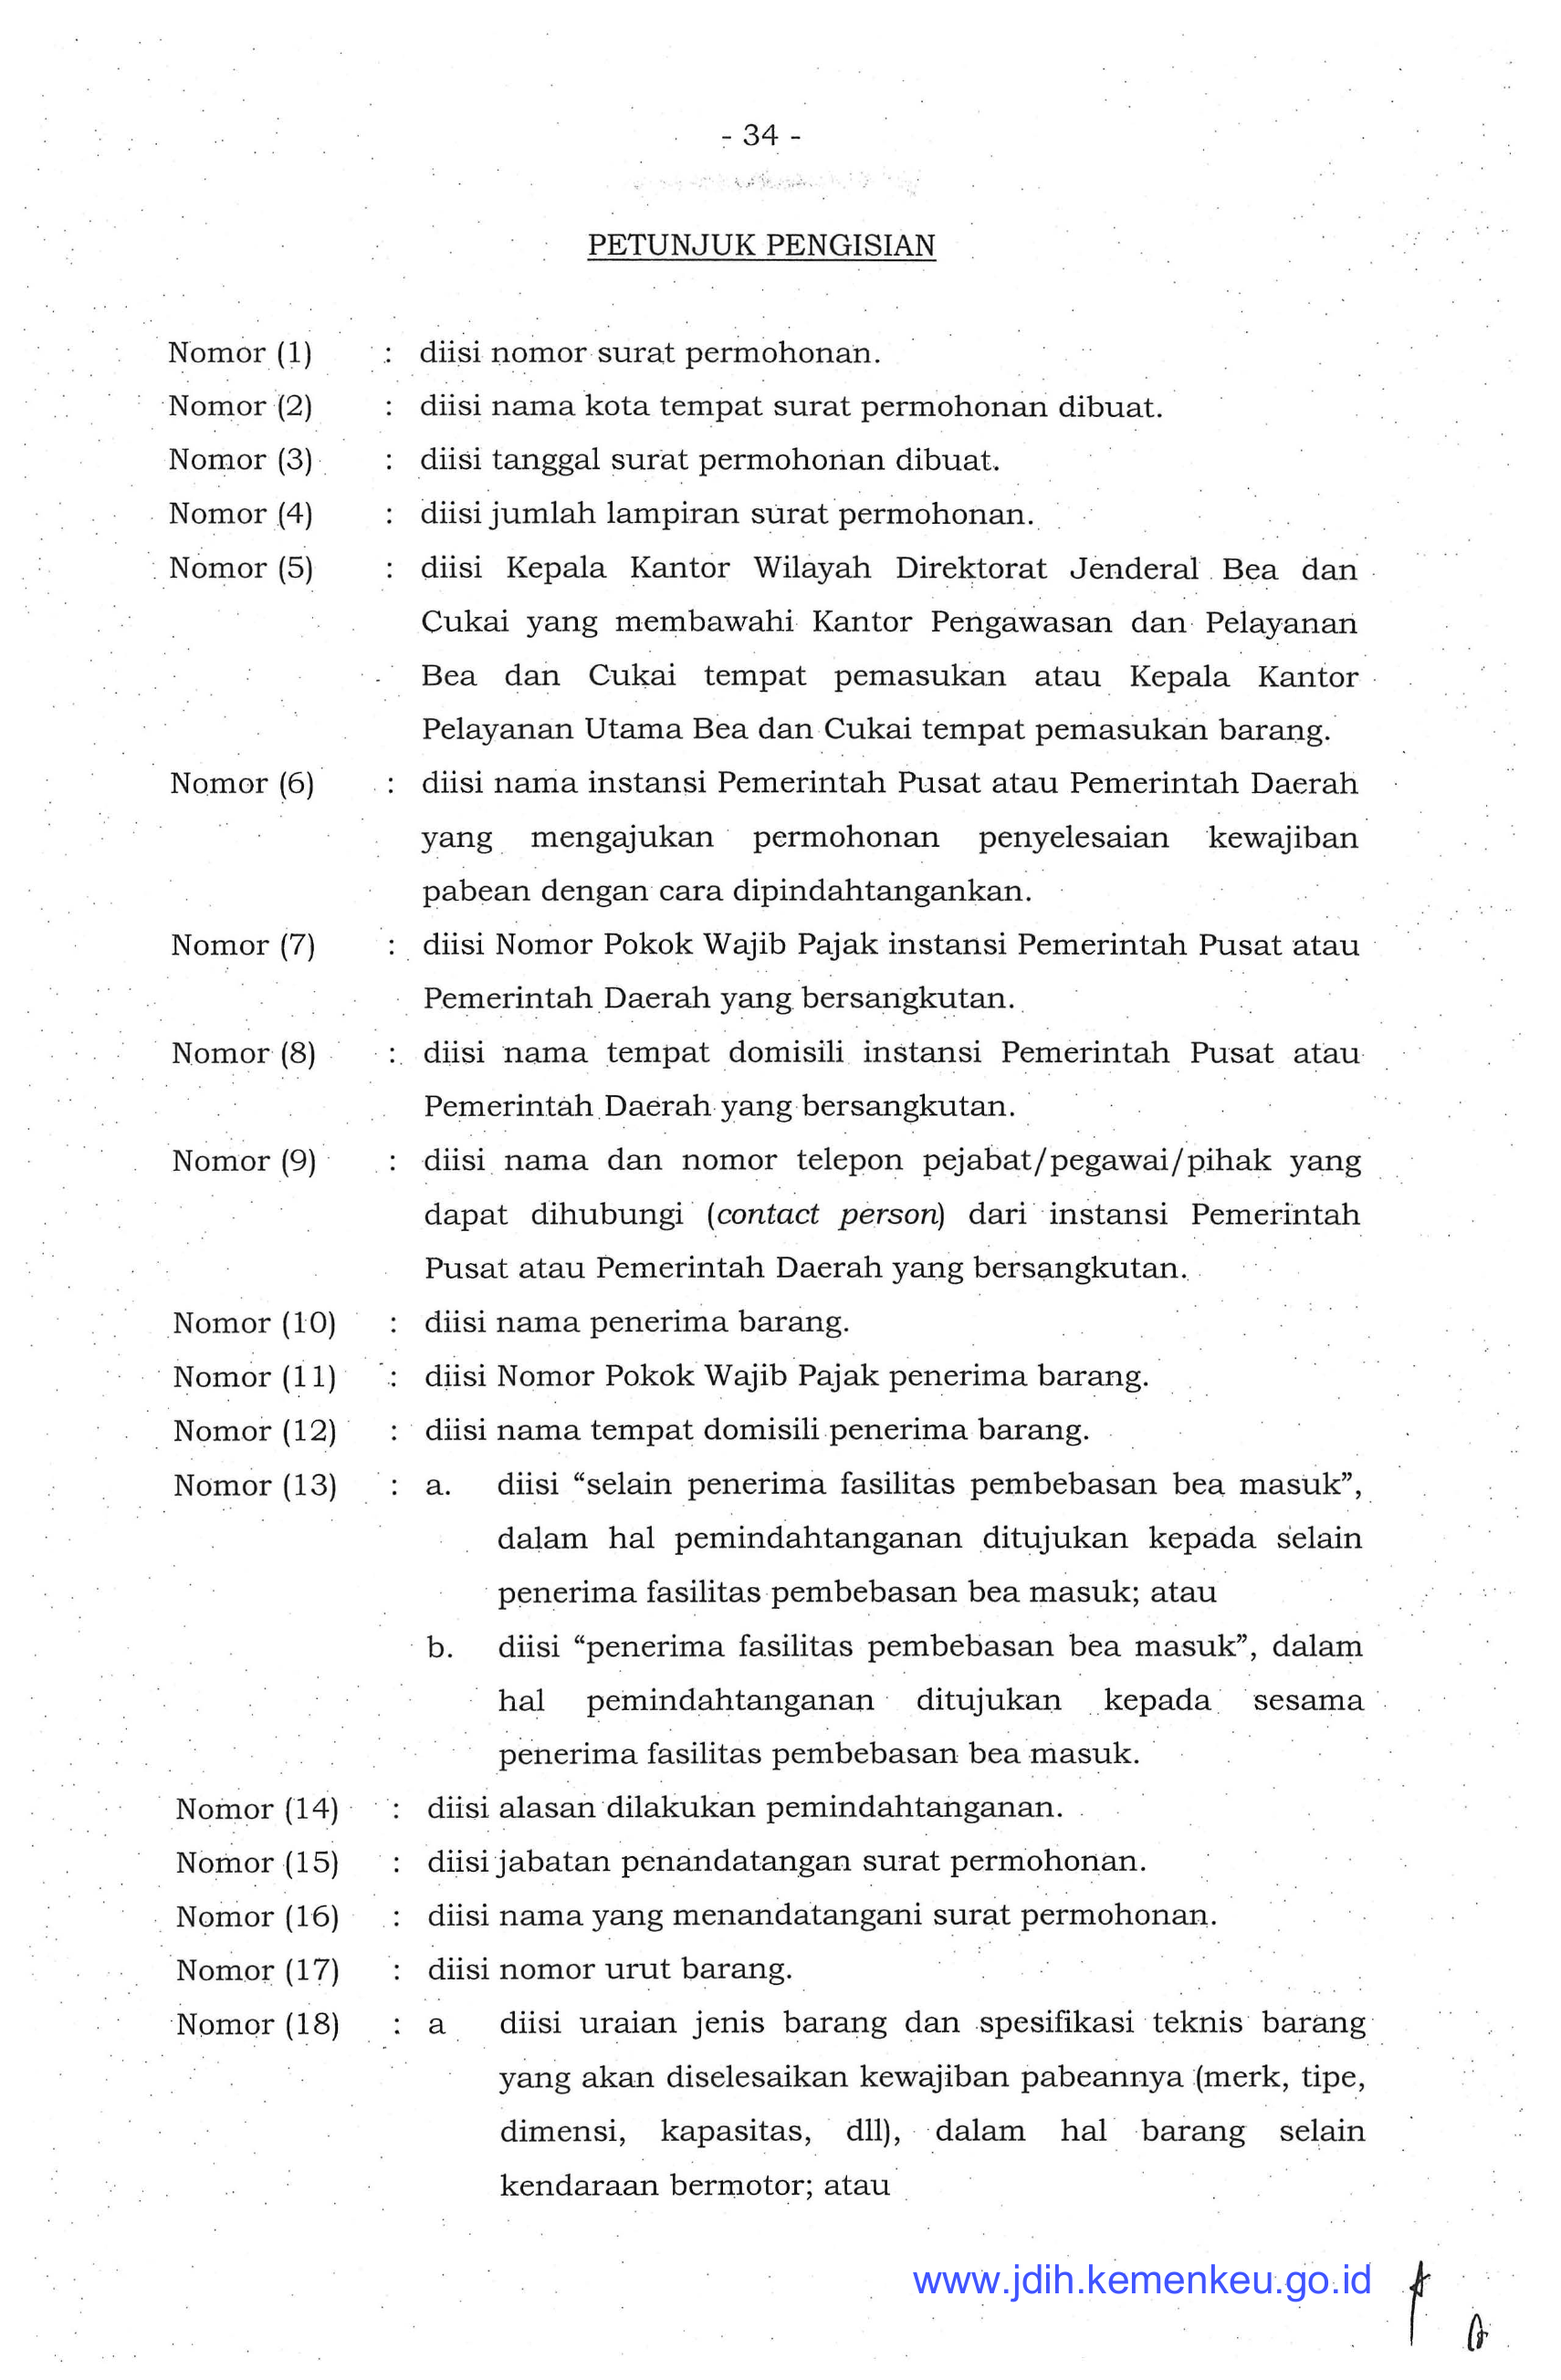 - 34 -
PETUNJUK PENGISIAN
Nomor (1) : diisi nomor surat permohonan.
Nomor (2) : diisi nama kota tempat surat permohonan dibuat.
Nomor (3) : diisi tanggal surat permohonan dibuat.
Nomor (4) : diisi jumlah lampiran surat permohonan.
Nomor (5) : diisi Kepala Kantor Wilayah Direktorat Jenderal Bea dan
Cukai yang membawahi Kantor Pengawasan dan Pelayanan
Bea dan Cukai tempat pemasukan atau Kepala Kantor
Pelayanan Utama Bea dan Cukai tempat pemasukan barang.
Nomor (6) : diisi nama instansi Pemerintah Pusat atau Pemerintah Daerah
yang mengajukan permohonan penyelesaian kewajiban
pabean dengan cara dipindahtangankan.
Nomor (7) : diisi Nomor Pokok Wajib Pajak instansi Pemerintah Pusat atau
Pemerintah Daerah yang bersangkutan.
Nomor (8) : diisi nama tempat domisili instansi Pemerintah Pusat atau
Pemerintah Daerah yang bersangkutan.
Nomor (9) : diisi nama dan nomor telepon pejabat/pegawai/pihak yang
dapat dihubungi (contact person) dari instansi Pemerintah
Pusat atau Pemerintah Daerah yang bersangkutan.
Nomor (10) : diisi nama penerima barang.
Nomor (11) : diisi Nomor Pokok Wajib Pajak penerima barang.
Nomor (12) : diisi nama tempat domisili penerima barang.
Nomor (13) : a. diisi “selain penerima fasilitas pembebasan bea masuk”,
dalam hal pemindahtanganan ditujukan kepada selain
penerima fasilitas pembebasan bea masuk; atau
b. diisi “penerima fasilitas pembebasan bea masuk”, dalam
hal pemindahtanganan ditujukan kepada sesama
penerima fasilitas pembebasan bea masuk.
Nomor (14) : diisi alasan dilakukan pemindahtanganan.
Nomor (15) : diisi jabatan penandatangan surat permohonan.
Nomor (16) : diisi nama yang menandatangani surat permohonan.
Nomor (17) : diisi nomor urut barang.
Nomor (18) : a diisi uraian jenis barang dan spesifikasi teknis barang
yang akan diselesaikan kewajiban pabeannya (merk, tipe,
dimensi, kapasitas, dll), dalam hal barang selain
kendaraan bermotor; atau
www.jdih.kemenkeu.go.id